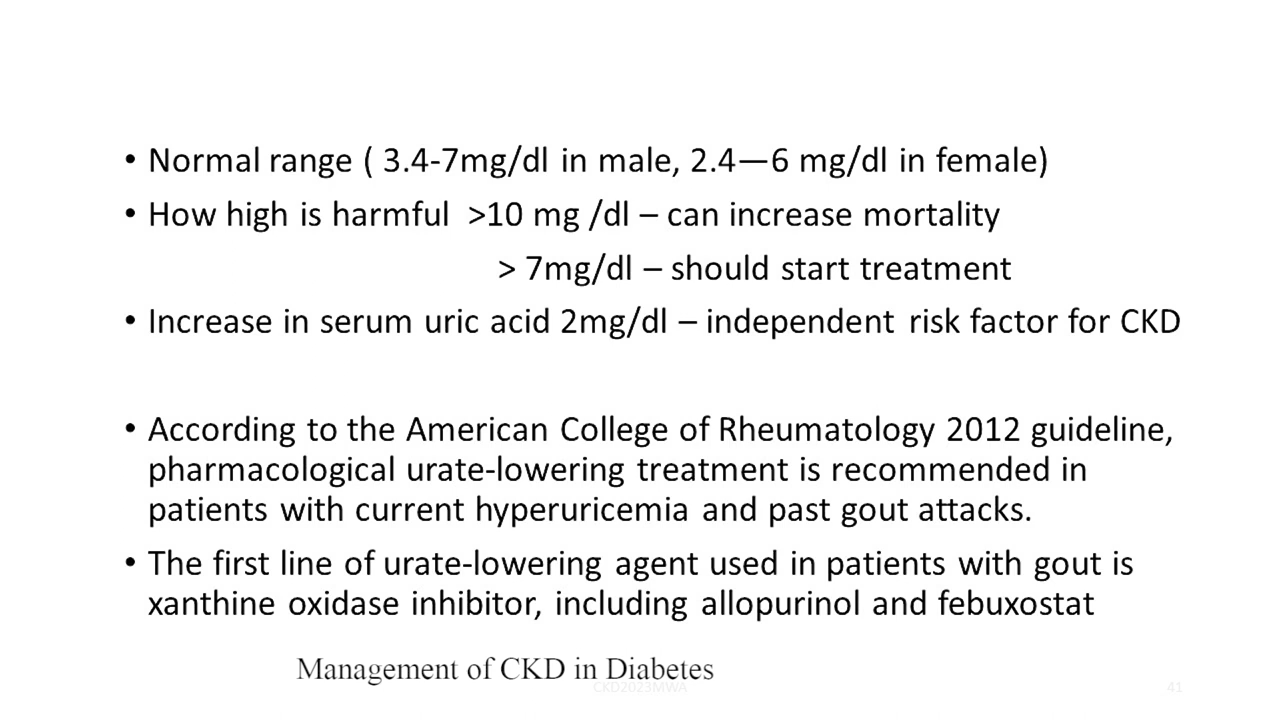 • Normal range ( 3.4-7mg/dl in male, 2.4—6 mg/dl in female)
• How high is harmful >10 mg /dl – can increase mortality
> 7mg/dl – should start treatment
• Increase in serum uric acid 2mg/dl – independent risk factor for CKD
• According to the American College of Rheumatology 2012 guideline,
pharmacological urate-lowering treatment is recommended in
patients with current hyperuricemia and past gout attacks.
• The first line of urate-lowering agent used in patients with gout is
xanthine oxidase inhibitor, including allopurinol and febuxostat
Management of CKD in Diabetes
CKD2023MWA
41